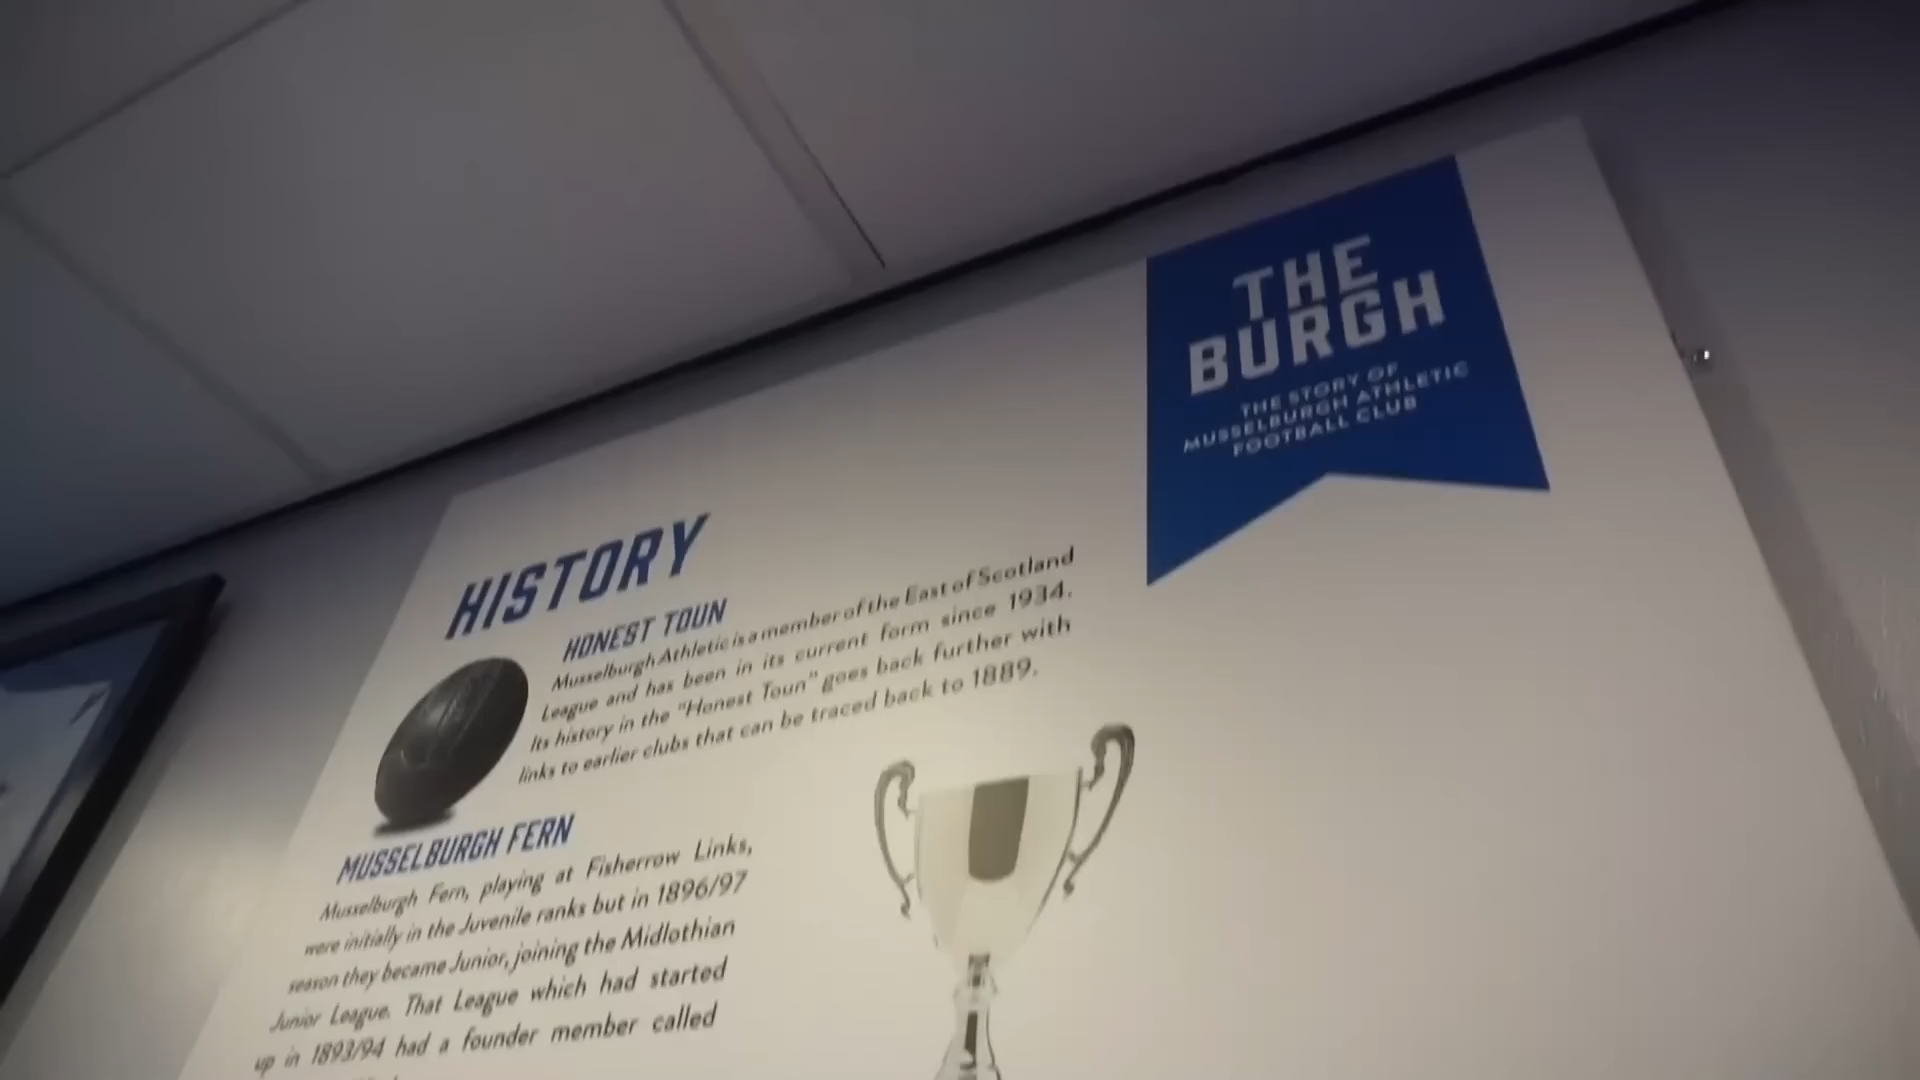 THE
BURGH
THE STORY OF
MUSSELBURGH ATHLETIC
FOOTBALL CLUB
HISTORY
HONEST TOUN
Musselburgh Athletic is a member of the East of Scotland
League and has been in its current form since 1934.
Its history in the "Honest Toun" goes back further with
links to earlier clubs that can be traced back to 1889.
MUSSELBURGH FERN
Musselburgh Fern, playing at Fisherrow Links,
were initially in the Juvenile ranks but in 1896/97
season they became Junior, joining the Midlothian
Junior League. That League which had started
up in 1893/94 had a founder member called